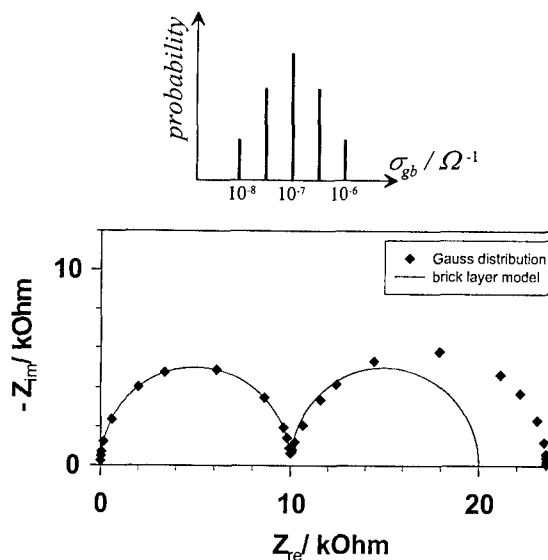 probability
σgb / Ω⁻¹
10⁻⁸ 10⁻⁷ 10⁻⁶
10
0
- Zim/ kOhm
◆ Gauss distribution
— brick layer model
0 10 20
Zre/ kOhm